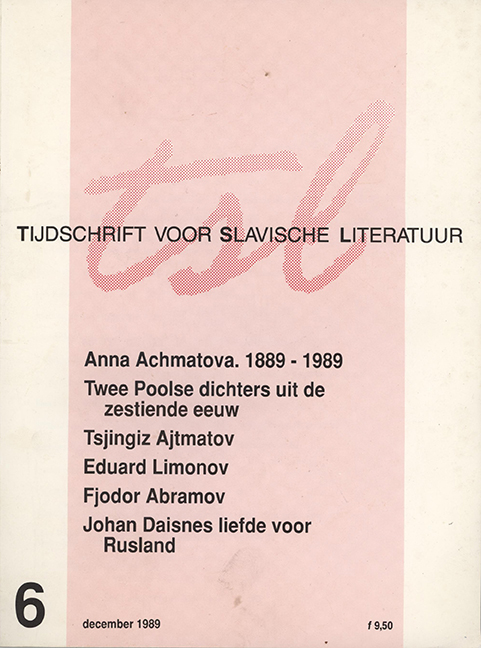 tsl
TIJDSCHRIFT VOOR SLAVISCHE LITERATUUR
Anna Achmatova. 1889 - 1989
Twee Poolse dichters uit de
zestiende eeuw
Tsjingiz Ajtmatov
Eduard Limonov
Fjodor Abramov
Johan Daisnes liefde voor
Rusland
6
december 1989
f 9,50